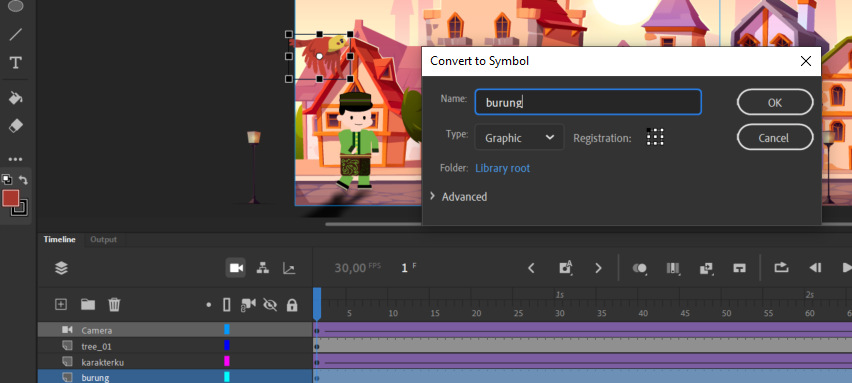 Convert to Symbol
Name:
burung
OK
Type:
Graphic
Registration:
Cancel
Folder:
Library root
Advanced
Timeline
Output
30,00 FPS
1 F
1s
2s
5
10
15
20
25
30
35
40
45
50
55
60
65
Camera
tree_01
karakterku
burung